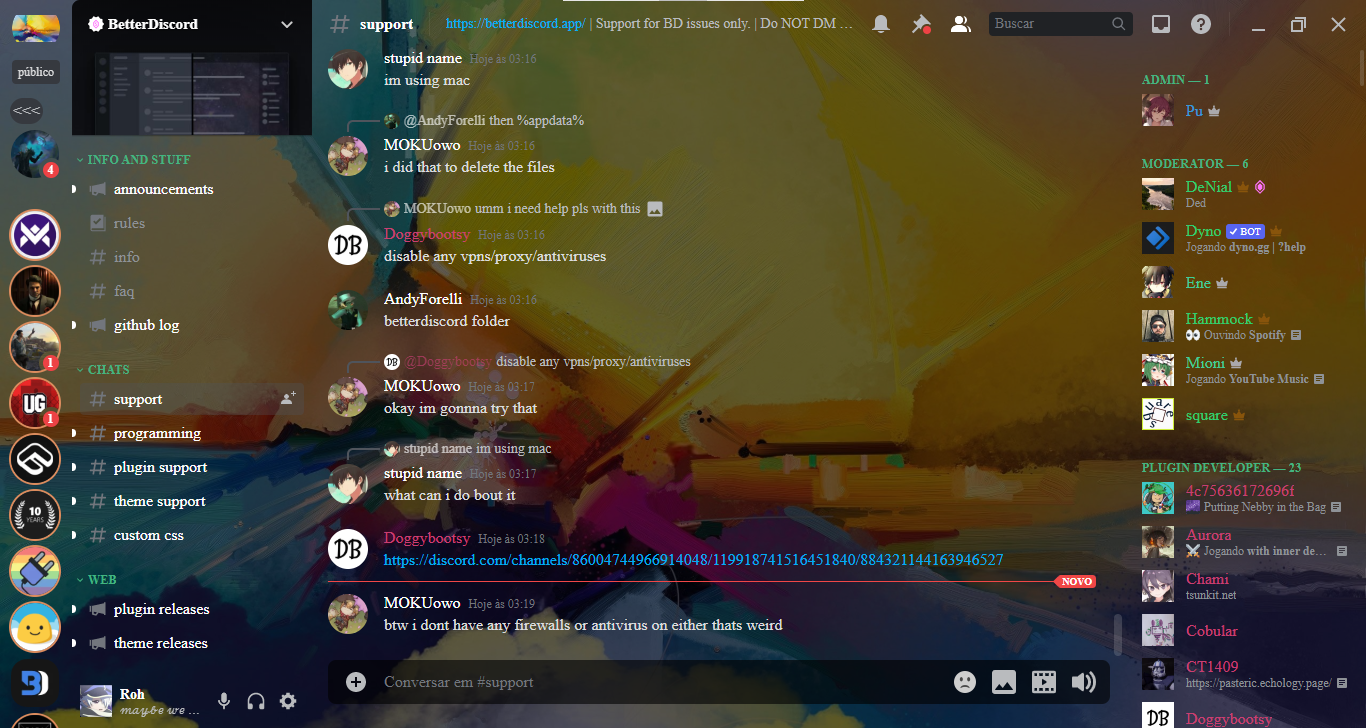 público
<<<
4
1
UG
1
10
YEARS
BetterDiscord
INFO AND STUFF
announcements
rules
info
faq
github log
CHATS
support
programming
plugin support
theme support
custom css
WEB
plugin releases
theme releases
Roh
maybe we ...
support
https://betterdiscord.app/ | Support for BD issues only. | Do NOT DM ...
Buscar
stupid name Hoje às 03:16
im using mac
@AndyForelli then %appdata%
MOKUowo Hoje às 03:16
i did that to delete the files
MOKUowo umm i need help pls with this
DB
Doggybootsy Hoje às 03:16
disable any vpns/proxy/antiviruses
AndyForelli Hoje às 03:16
betterdiscord folder
DB @Doggybootsy disable any vpns/proxy/antiviruses
MOKUowo Hoje às 03:17
okay im gonnna try that
stupid name im using mac
stupid name Hoje às 03:17
what can i do bout it
DB
Doggybootsy Hoje às 03:18
https://discord.com/channels/86004744966914048/119918741516451840/884321144163946527
NOVO
MOKUowo Hoje às 03:19
btw i dont have any firewalls or antivirus on either thats weird
Conversar em #support
ADMIN — 1
Pu
MODERATOR — 6
DeNial
Ded
Dyno BOT
Jogando dyno.gg | ?help
Ene
Hammock
Ouvindo Spotify
Mioni
Jogando YouTube Music
square
PLUGIN DEVELOPER — 23
4c75636172696f
Putting Nebby in the Bag
Aurora
Jogando with inner de...
Chami
tsunkit.net
Cobular
CT1409
https://pasteric.echology.page/
DB
Doggybootsy